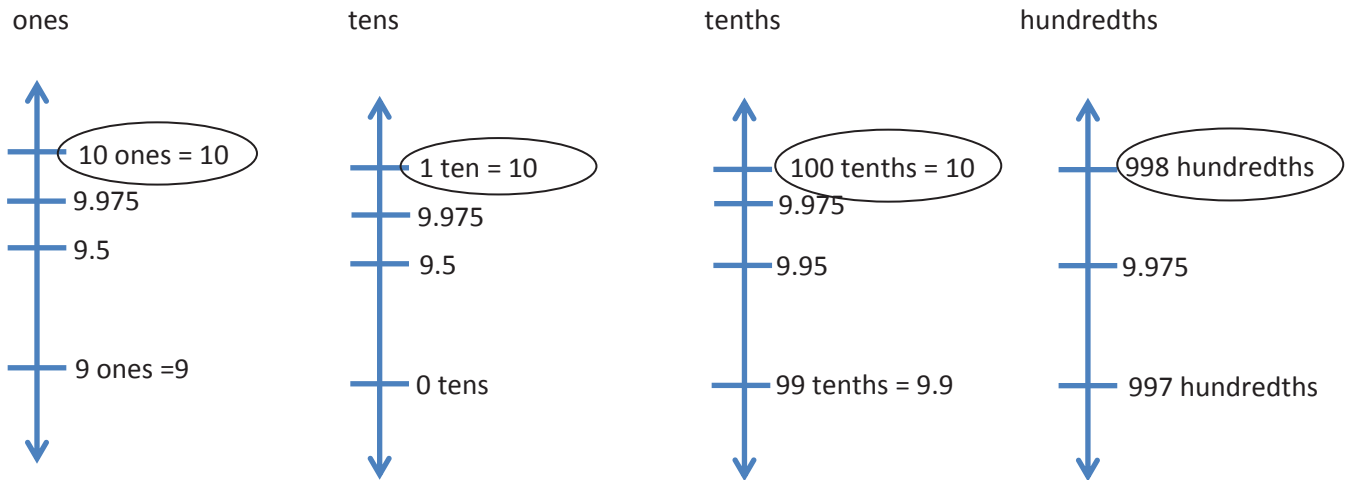 ones
10 ones = 10
9.975
9.5
9 ones =9
tens
1 ten = 10
9.975
9.5
0 tens
tenths
100 tenths = 10
9.975
9.95
99 tenths = 9.9
hundredths
998 hundredths
9.975
997 hundredths